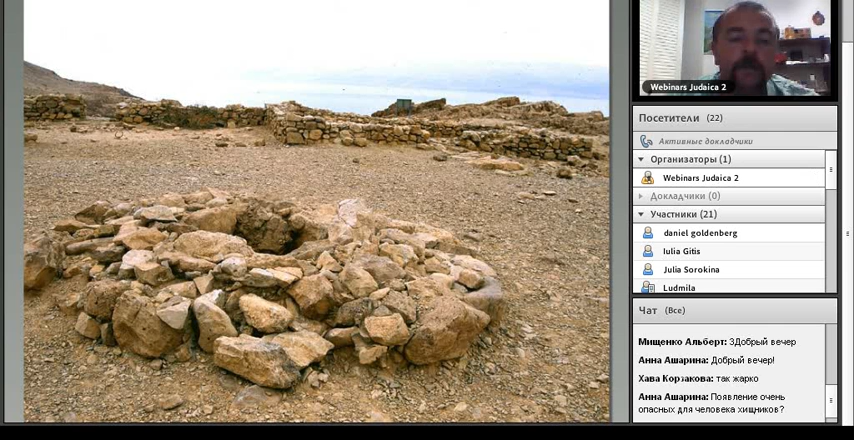 Webinars Judaica 2
Посетители (22)
Активные докладчики
Организаторы (1)
Webinars Judaica 2
Докладчики (0)
Участники (21)
daniel goldenberg
Iulia Gitis
Julia Sorokina
Ludmila
Чат (Все)
Мищенко Альберт: ЗДобрый вечер
Анна Ашарина: Добрый вечер!
Хава Корзакова: так жарко
Анна Ашарина: Появление очень
опасных для человека хищников?